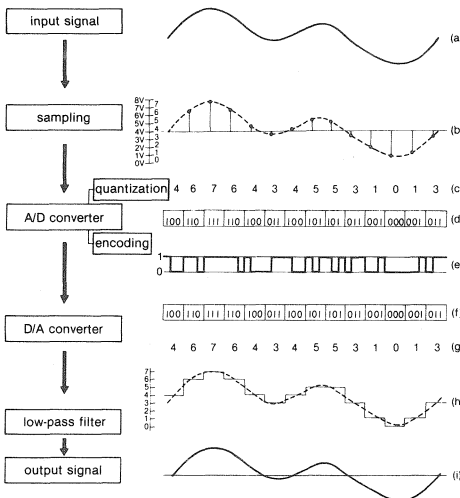 input signal
(a
sampling
8V
7V
6V
5V
4V
3V
2V
1V
0V
7
6
5
4
3
2
1
0
(b
quantization
4 6 7 6 4 3 4 5 5 3 1 0 1 3
(c
A/D converter
100 110 111 110 100 011 100 101 101 011 001 000 001 011
(d
encoding
1
0
(e
100 110 111 110 100 011 100 101 101 011 001 000 001 011
(f
D/A converter
4 6 7 6 4 3 4 5 5 3 1 0 1 3
(g
7
6
5
4
3
2
1
0
(h
low-pass filter
output signal
(i)